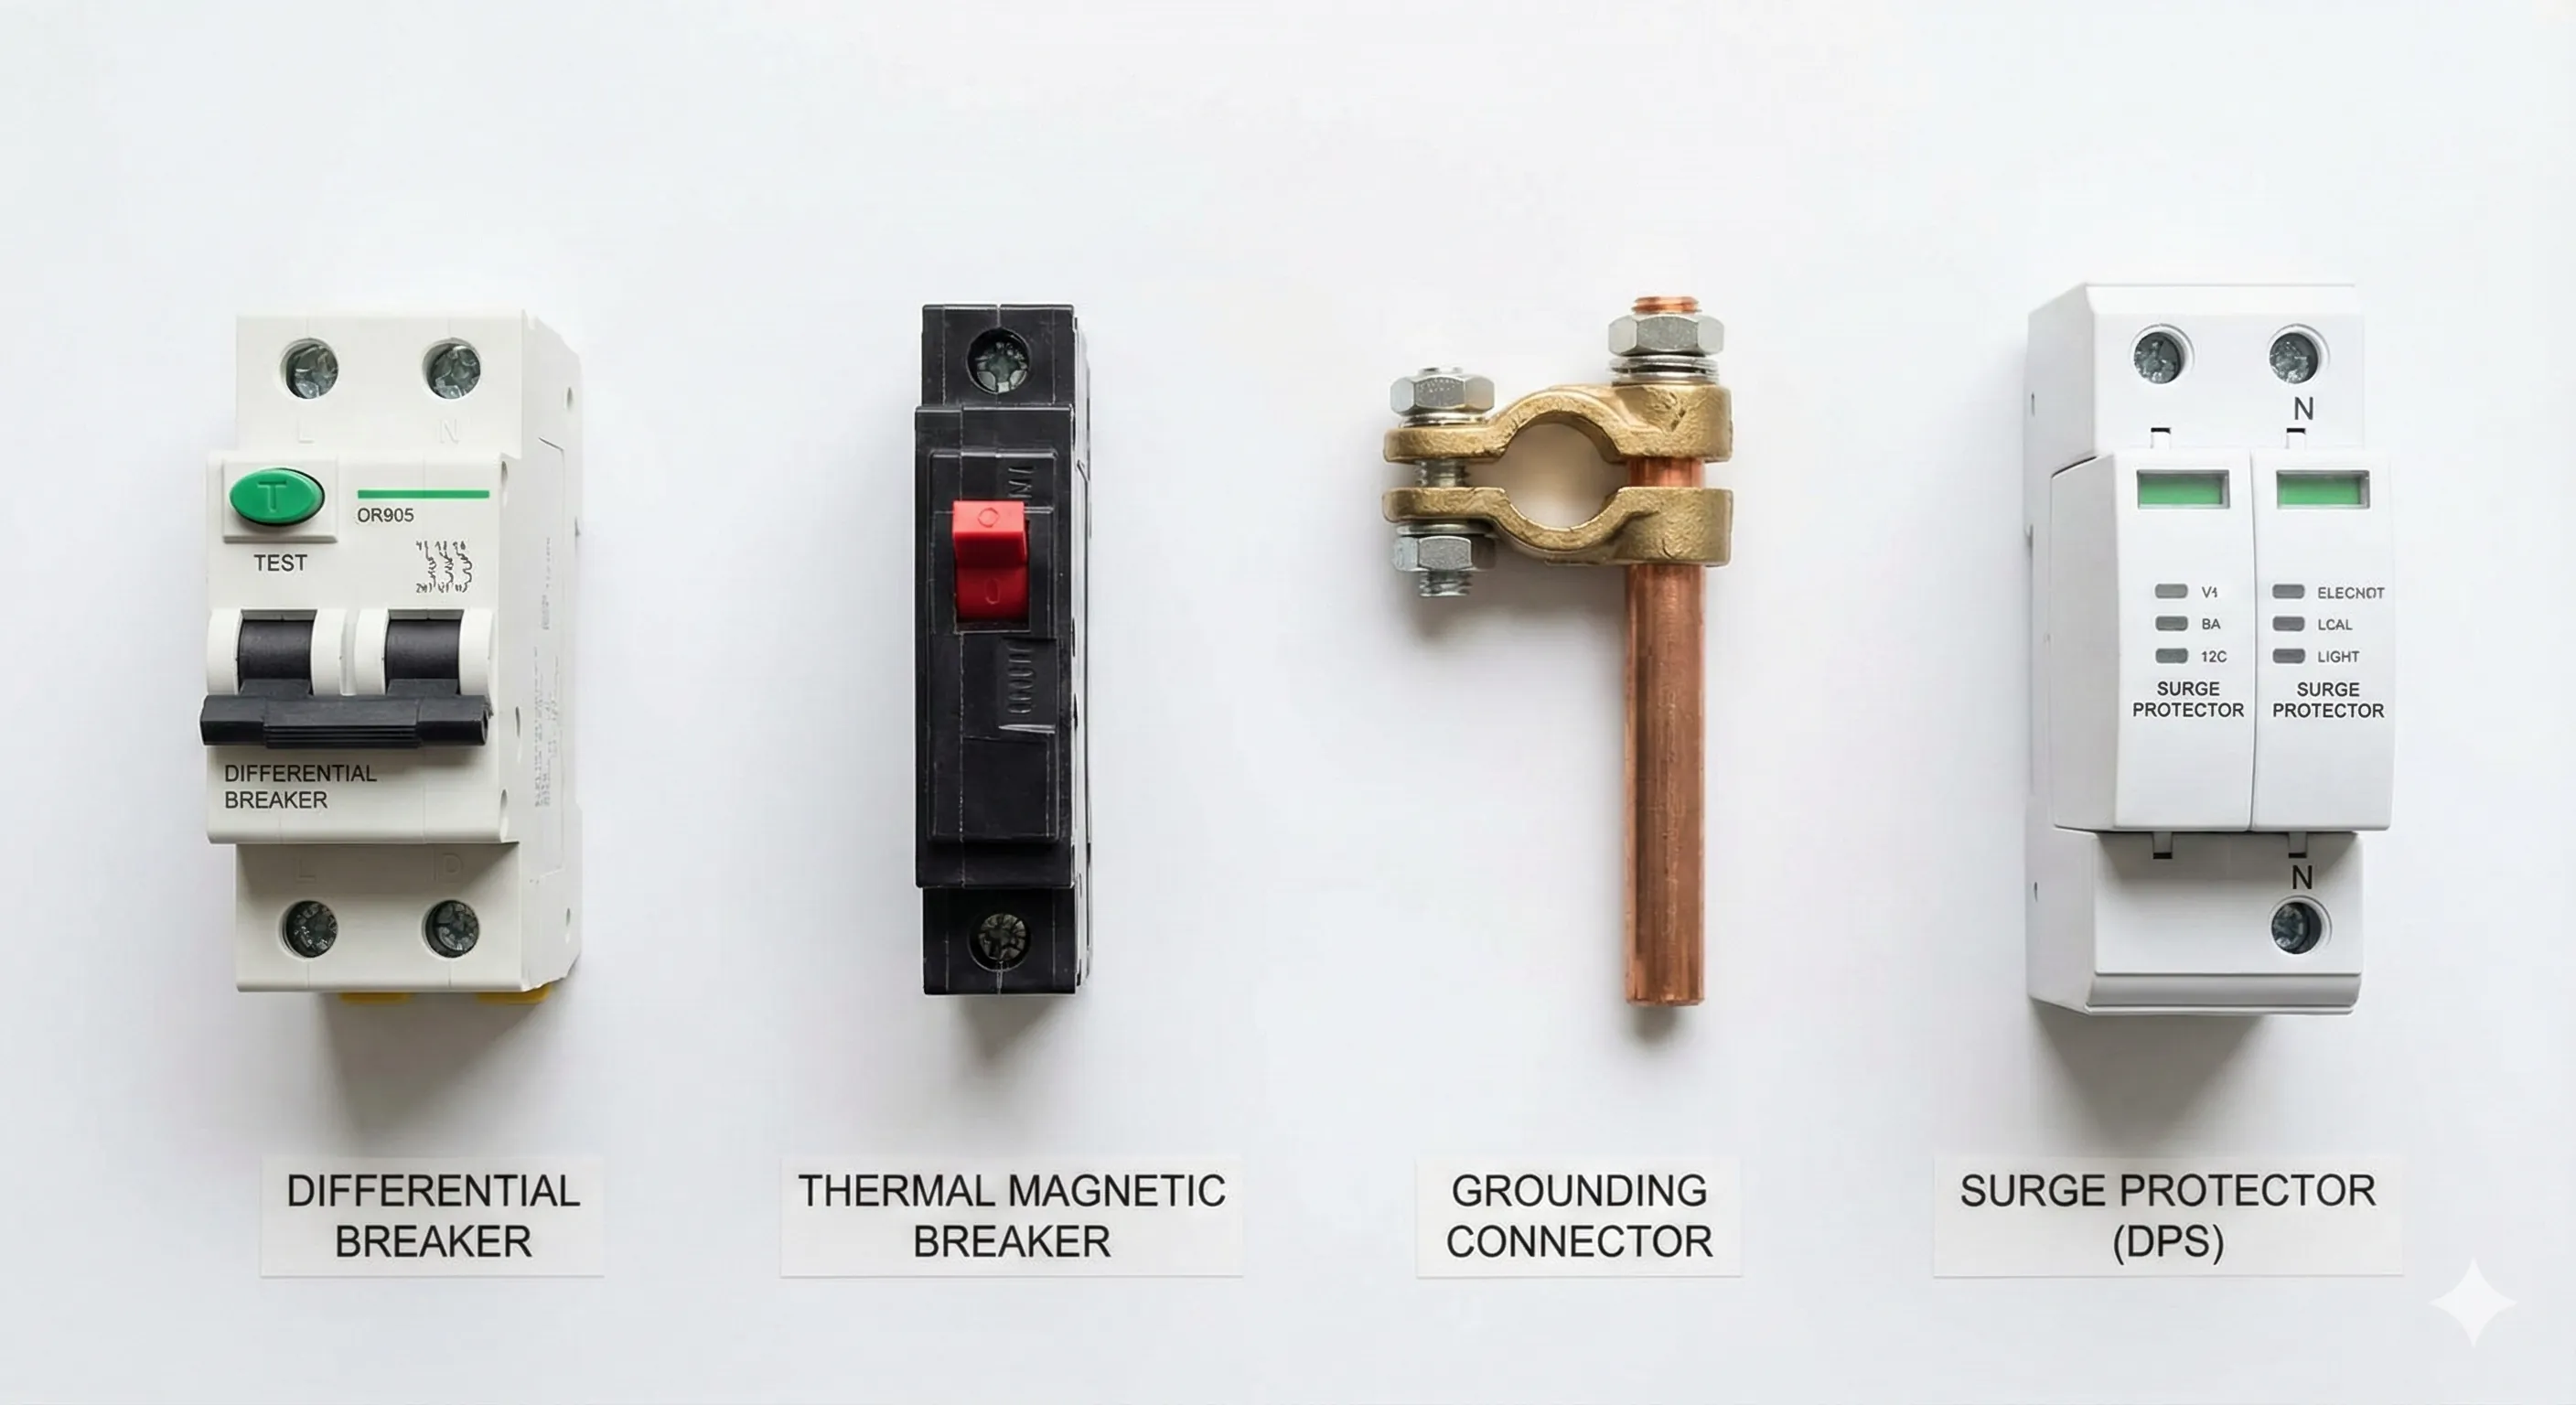 L N
T
OR905
TEST
DIFFERENTIAL
BREAKER
L D
N
V1
BA
12C
SURGE
PROTECTOR
ELECNOT
LCAL
LIGHT
SURGE
PROTECTOR
N
DIFFERENTIAL
BREAKER
THERMAL MAGNETIC
BREAKER
GROUNDING
CONNECTOR
SURGE PROTECTOR
(DPS)